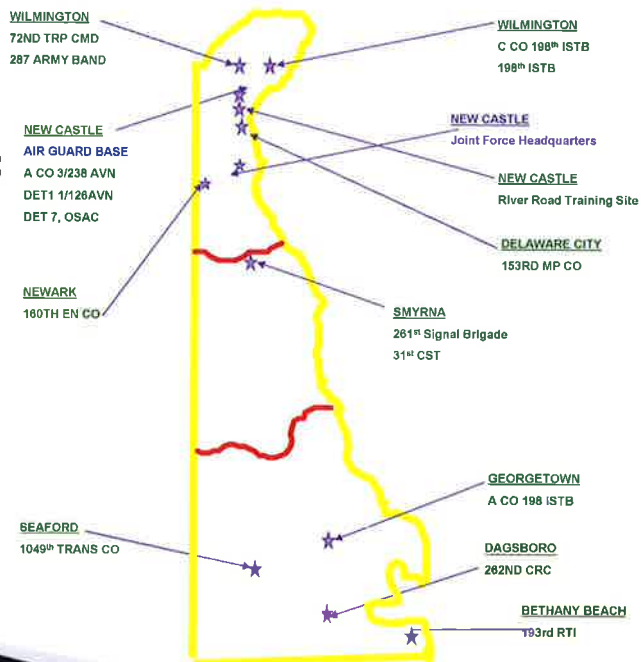 WILMINGTON
72ND TRP CMD
287 ARMY BAND
WILMINGTON
C CO 198th ISTB
198th ISTB
NEW CASTLE
AIR GUARD BASE
A CO 3/238 AVN
DET1 1/126AVN
DET 7, OSAC
NEW CASTLE
Joint Force Headquarters
NEW CASTLE
River Road Training Site
DELAWARE CITY
153RD MP CO
NEWARK
160TH EN CO
SMYRNA
261st Signal Brigade
31st CST
GEORGETOWN
A CO 198 ISTB
SEAFORD
1049th TRANS CO
DAGSBORO
262ND CRC
BETHANY BEACH
193rd RTI